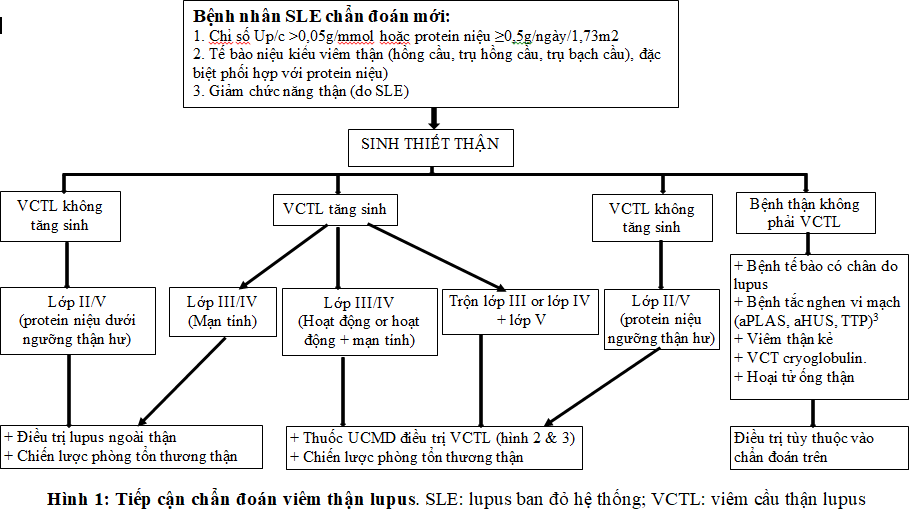 Bệnh nhân SLE chẩn đoán mới:
1. Chỉ số Up/c >0,05g/mmol hoặc protein niệu ≥0,5g/ngày/1,73m2
2. Tế bào niệu kiểu viêm thận (hồng cầu, trụ hồng cầu, trụ bạch cầu), đặc
biệt phối hợp với protein niệu)
3. Giảm chức năng thận (do SLE)
SINH THIẾT THẬN
VCTL không
tăng sinh
VCTL tăng sinh
VCTL không
tăng sinh
Bệnh thận không
phải VCTL
Lớp II/V
(protein niệu dưới
ngưỡng thận hư)
Lớp III/IV
(Mạn tính)
Lớp III/IV
(Hoạt động or hoạt
động + mạn tính)
Trộn lớp III or lớp IV
+ lớp V
Lớp II/V
(protein niệu
ngưỡng thận hư)
+ Bệnh tế bào có chân do
lupus
+ Bệnh tắc nghen vi mạch
(aPLAS, aHUS, TTP)3
+ Viêm thận kẻ
+ VCT cryoglobulin.
+ Hoại tử ống thận
+ Điều trị lupus ngoài thận
+ Chiến lược phòng tổn thương thận
+ Thuốc UCMD điều trị VCTL (hình 2 & 3)
+ Chiến lược phòng tổn thương thận
Điều trị tùy thuộc vào
chẩn đoán trên
Hình 1: Tiếp cận chẩn đoán viêm thận lupus. SLE: lupus ban đỏ hệ thống; VCTL: viêm cầu thận lupus